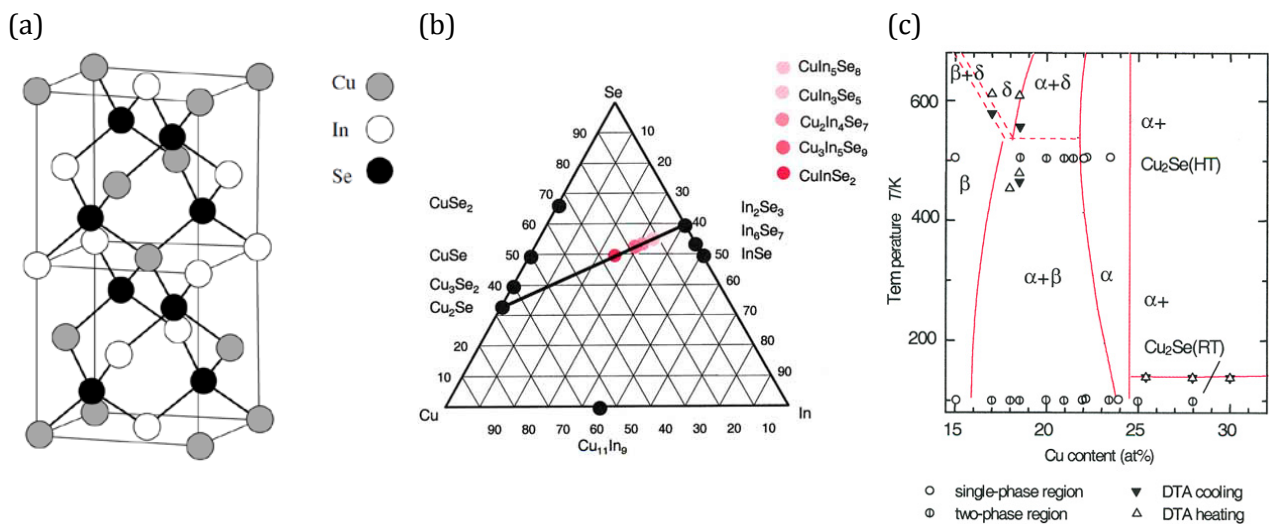 (a)
Cu
In
Se
(b)
Se
CuIn₅Se₈
CuIn₃Se₅
Cu₂In₄Se₇
Cu₃In₅Se₉
CuInSe₂
90
10
80
20
CuSe₂
70
30
In₂Se₃
60
40
In₆Se₇
CuSe
50
InSe
Cu₃Se₂
40
60
Cu₂Se
70
20
80
10
90
Cu
In
90
80
70
60
50
40
30
20
10
Cu₁₁In₉
(c)
β+δ
δ
α+δ
600
α+
Cu₂Se(HT)
β
400
Temperature T/K
α+β
α
α+
200
Cu₂Se(RT)
15
20
25
30
Cu content (at%)
single-phase region
DTA cooling
two-phase region
DTA heating